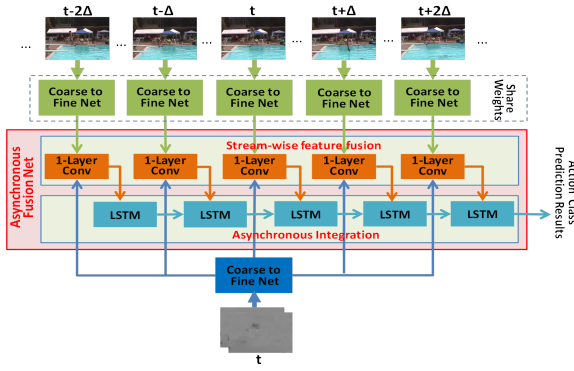 t-2Δ t-Δ t t+Δ t+2Δ
... ... ... ... ... ...
Coarse to Fine Net
Coarse to Fine Net
Coarse to Fine Net
Coarse to Fine Net
Coarse to Fine Net
Share Weights
Asynchronous Fusion Net
Stream-wise feature fusion
1-Layer Conv
1-Layer Conv
1-Layer Conv
1-Layer Conv
1-Layer Conv
LSTM
LSTM
LSTM
LSTM
LSTM
Asynchronous Integration
Action Class Prediction Results
Coarse to Fine Net
t